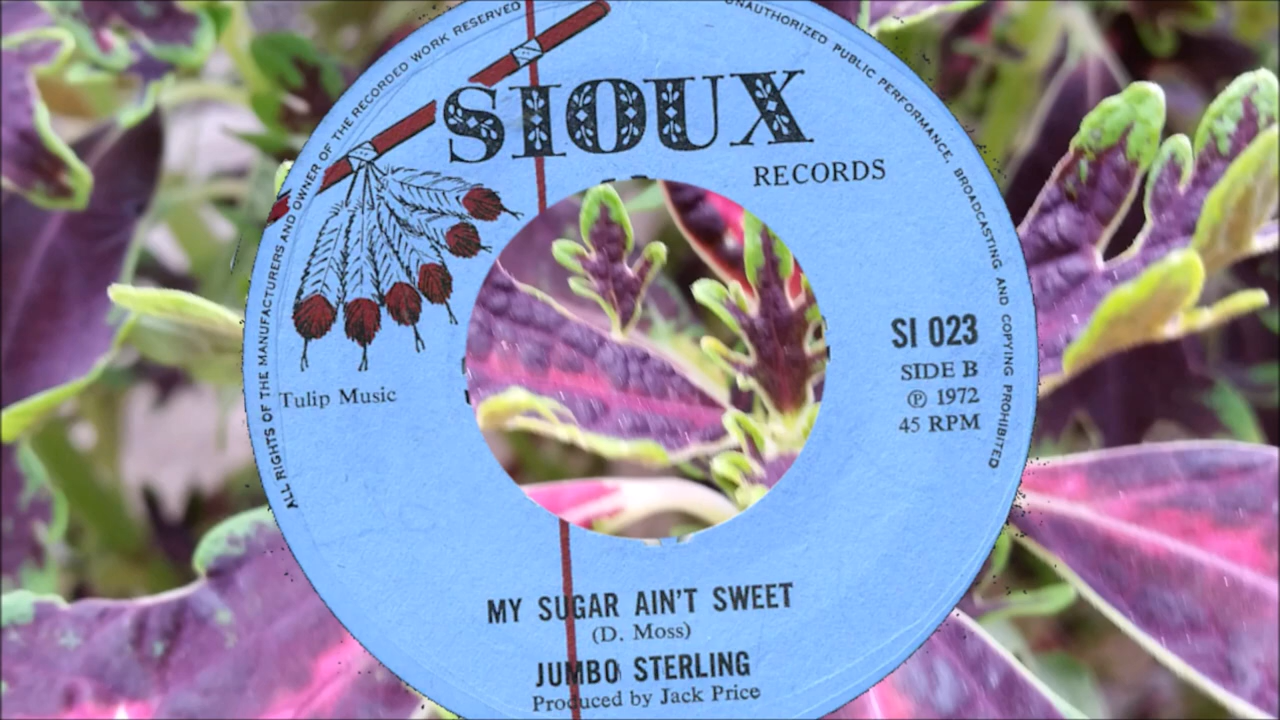 ALL RIGHTS OF THE MANUFACTURERS AND OWNER OF THE RECORDED WORK RESERVED
UNAUTHORIZED PUBLIC PERFORMANCE, BROADCASTING AND COPYING PROHIBITED
SIOUX
RECORDS
SI 023
SIDE B
℗ 1972
45 RPM
Tulip Music
MY SUGAR AIN'T SWEET
(D. Moss)
JUMBO STERLING
Produced by Jack Price